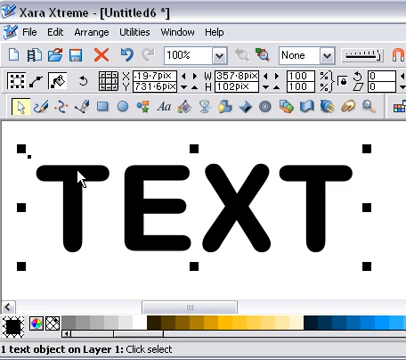 Xara Xtreme - [Untitled6 *]
File Edit Arrange Utilities Window Help
100% None
X -19·7pix W 357·8pix 100 0
Y 731·6pix H 102pix 100 0
Aa
TEXT
1 text object on Layer 1: Click select